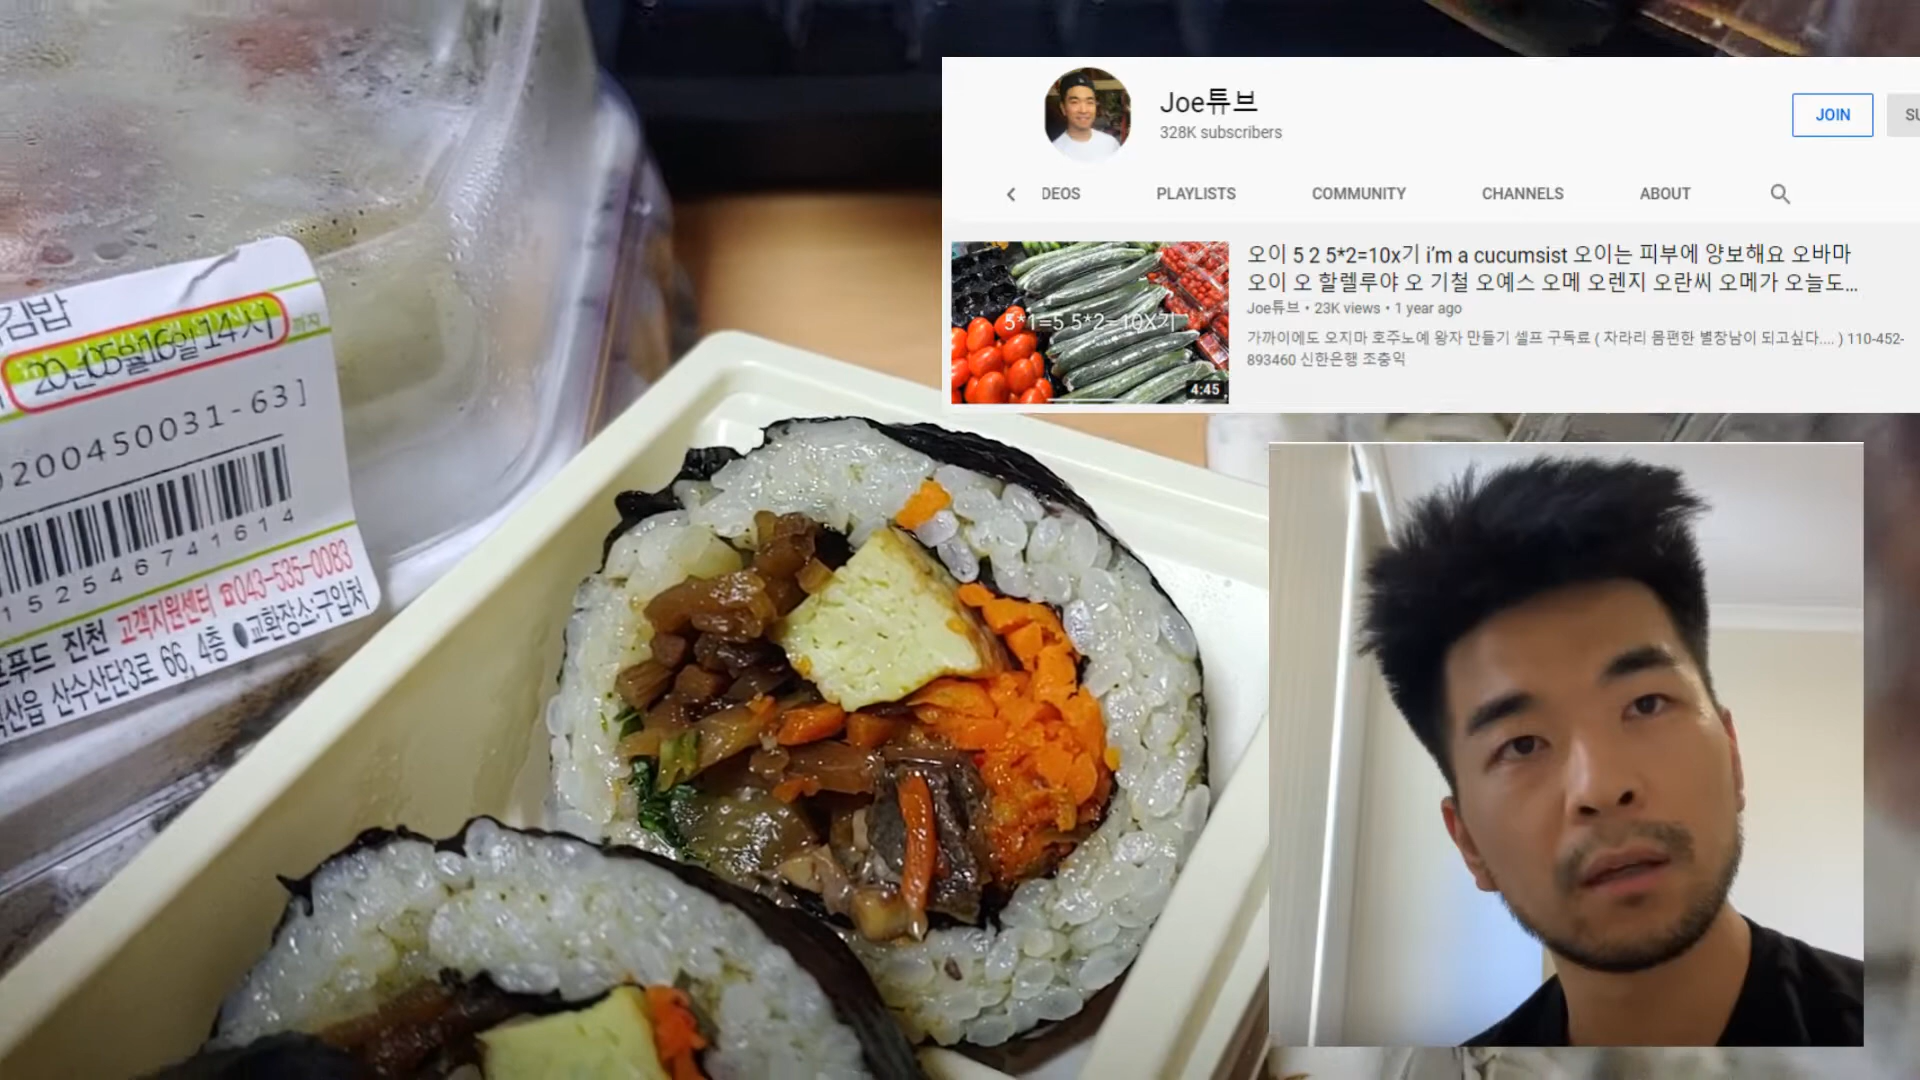 김밥
20년05월16일14시
까지
0200450031-63]
152546741614
푸드 진천 고객지원센터 ☎043-535-0083
산읍 산수산단3로 66, 4층 ●교환장소:구입처
Joe튜브
328K subscribers
JOIN
SU
DEOS PLAYLISTS COMMUNITY CHANNELS ABOUT
5*1=5 5*2=10X기
4:45
오이 5 2 5*2=10x기 i'm a cucumsist 오이는 피부에 양보해요 오바마
오이 오 할렐루야 오 기철 오예스 오메 오렌지 오란씨 오메가 오늘도...
Joe튜브 • 23K views • 1 year ago
가까이에도 오지마 호주노예 왕자 만들기 셀프 구독료 ( 차라리 몸편한 별창남이 되고싶다.... ) 110-452-
893460 신한은행 조충익